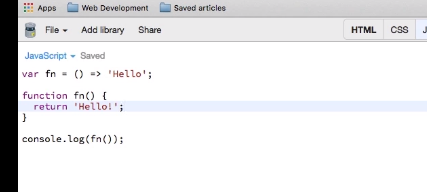 Apps Web Development Saved articles
File Add library Share HTML CSS J
JavaScript Saved
var fn = () => 'Hello';
function fn() {
return 'Hello!';
}
console.log(fn());